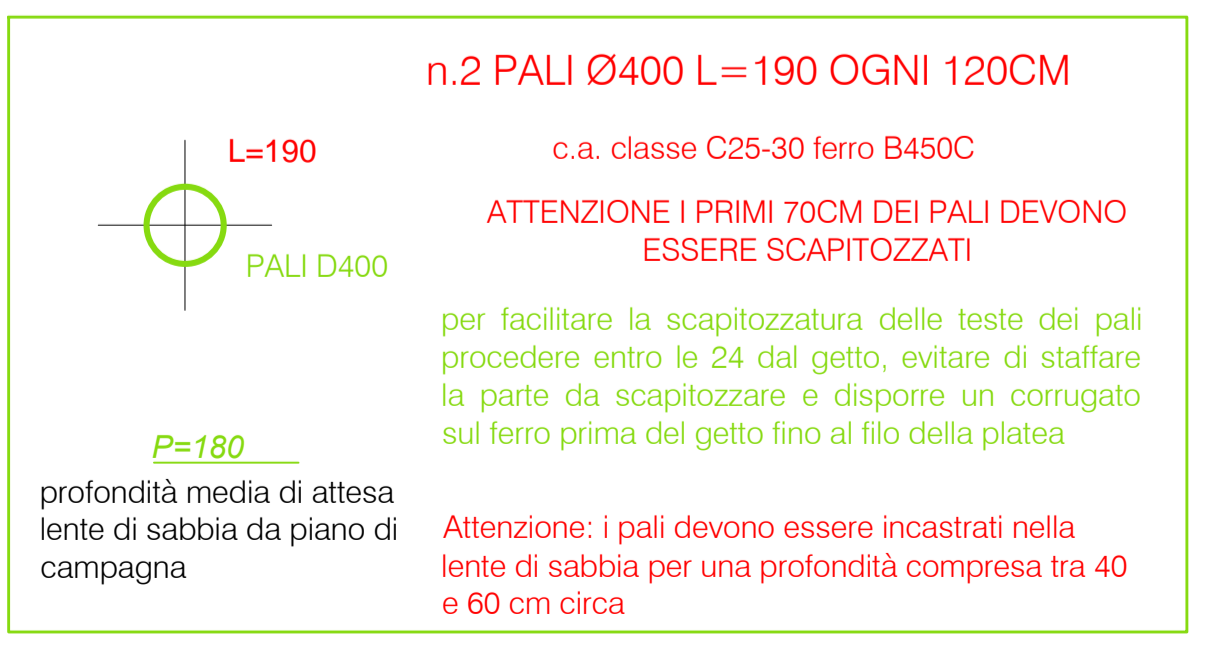 n.2 PALI Ø400 L=190 OGNI 120CM
L=190
c.a. classe C25-30 ferro B450C
ATTENZIONE I PRIMI 70CM DEI PALI DEVONO
ESSERE SCAPITOZZATI
PALI D400
per facilitare la scapitozzatura delle teste dei pali
procedere entro le 24 dal getto, evitare di staffare
la parte da scapitozzare e disporre un corrugato
sul ferro prima del getto fino al filo della platea
P=180
profondità media di attesa
lente di sabbia da piano di
campagna
Attenzione: i pali devono essere incastrati nella
lente di sabbia per una profondità compresa tra 40
e 60 cm circa